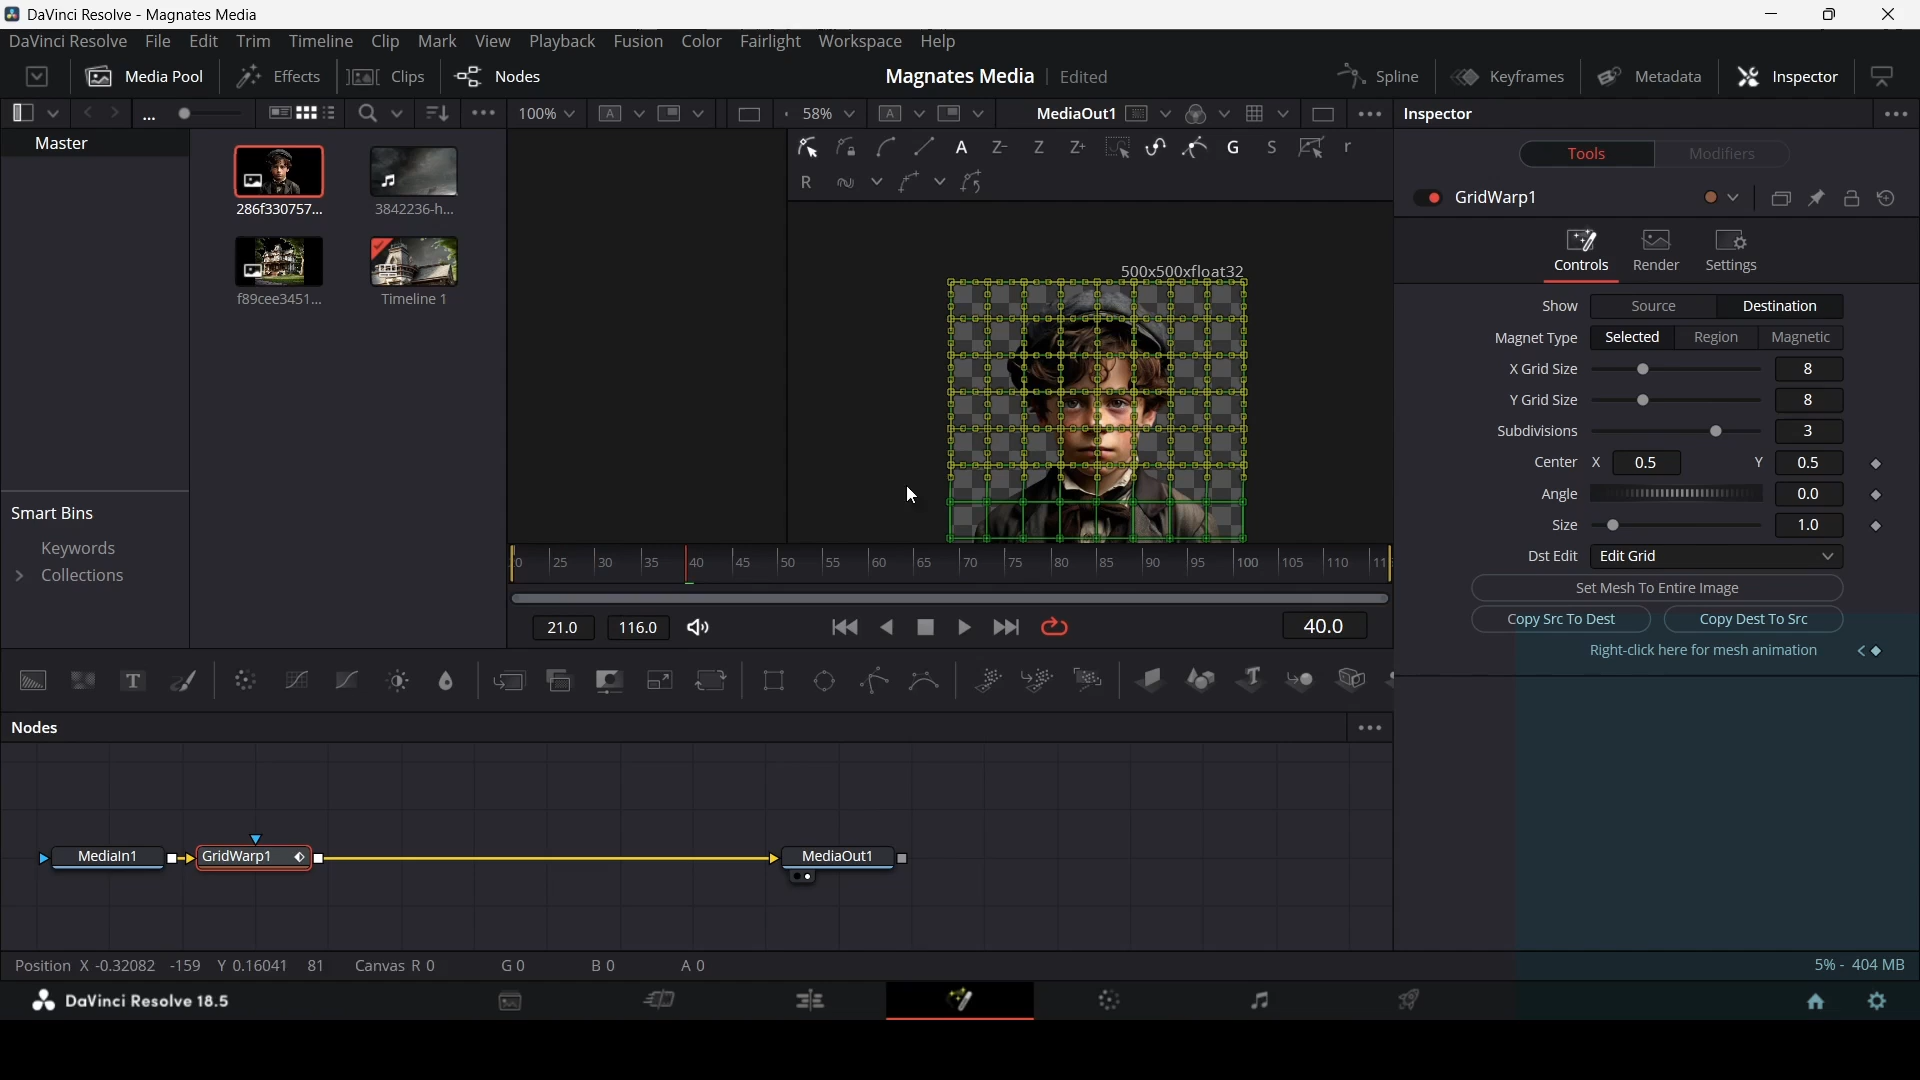 DaVinci Resolve - Magnates Media
DaVinci Resolve File Edit Trim Timeline Clip Mark View Playback Fusion Color Fairlight Workspace Help
Media Pool Effects Clips Nodes Magnates Media Edited Spline Keyframes Metadata Inspector
... 100% A 58% A MediaOut1 Inspector
Master
A Z- Z Z+ G S r
R
Tools Modifiers
GridWarp1
286f330757... 3842236-h...
f89cee3451... Timeline 1
500x500xfloat32
Controls Render Settings
Show Source Destination
Magnet Type Selected Region Magnetic
X Grid Size 8
Y Grid Size 8
Subdivisions 3
Center X 0.5 Y 0.5
Angle 0.0
Size 1.0
Dst Edit Edit Grid
Set Mesh To Entire Image
Copy Src To Dest Copy Dest To Src
Right-click here for mesh animation
Smart Bins
Keywords
Collections
25 30 35 40 45 50 55 60 65 70 75 80 85 90 95 100 105 110
21.0 116.0 40.0
Nodes
MediaIn1 GridWarp1 MediaOut1
Position X -0.32082 -159 Y 0.16041 81 Canvas R 0 G 0 B 0 A 0 5% - 404 MB
DaVinci Resolve 18.5